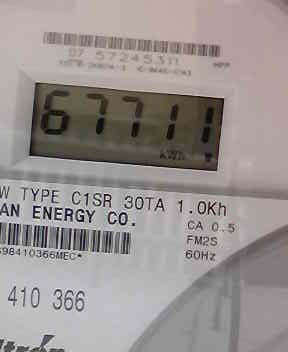 07 57245311
67711
kWh
W TYPE C1SR 30TA 1.0Kh
AN ENERGY CO.
CA 0.5
FM2S
60Hz
698410366MEC*
410 366